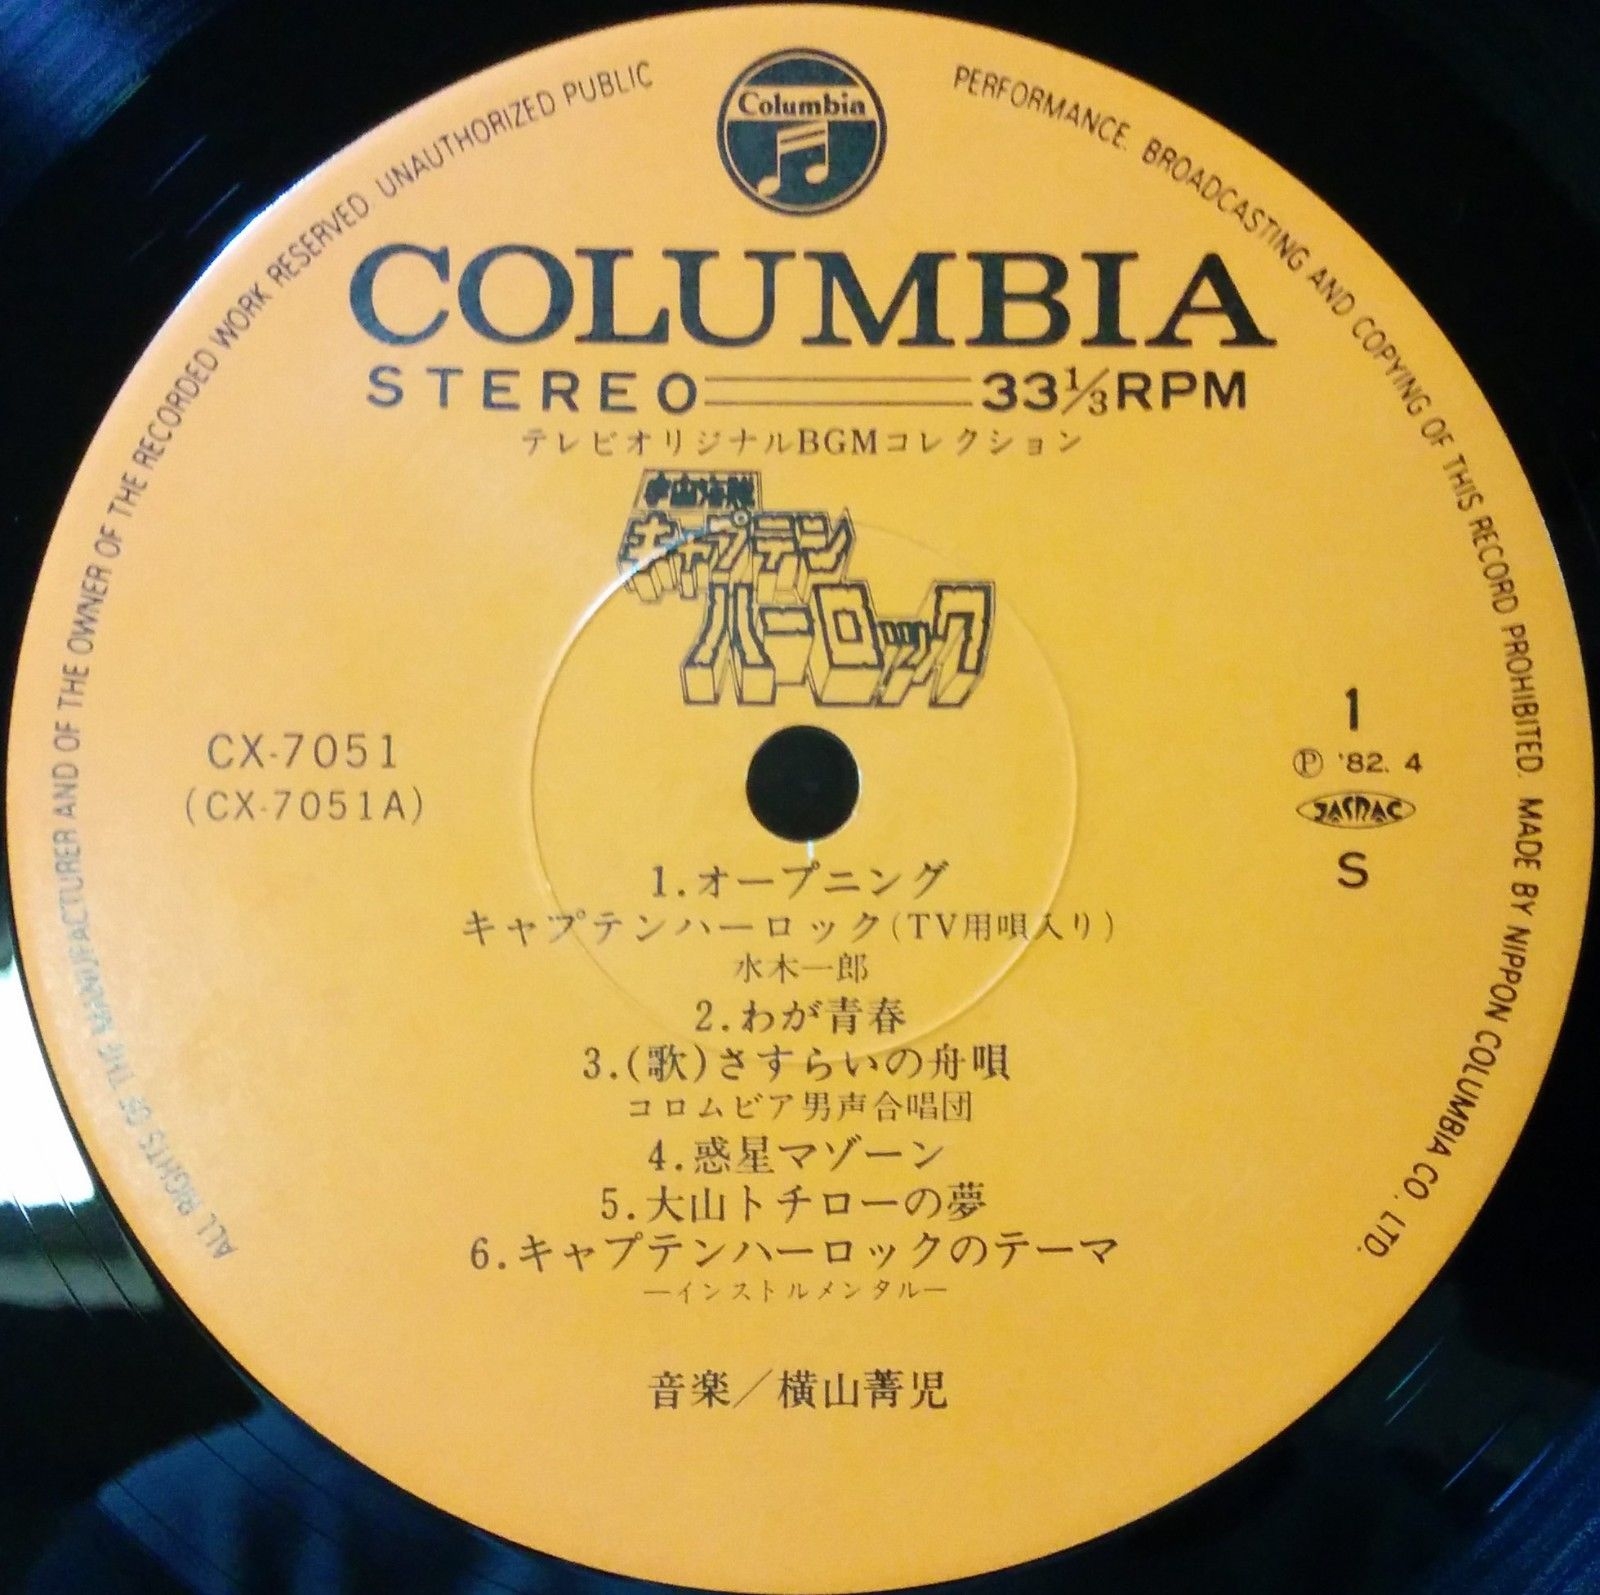 ALL RIGHTS OF THE MANUFACTURER AND OF THE OWNER OF THE RECORDED WORK RESERVED. UNAUTHORIZED PUBLIC PERFORMANCE. BROADCASTING AND COPYING OF THIS RECORD PROHIBITED. MADE BY NIPPON COLUMBIA CO., LTD.
Columbia
COLUMBIA
STEREO 33 1/3 RPM
テレビオリジナルBGMコレクション
宇宙海賊
キャプテン
ハーロック
CX-7051
(CX-7051A)
1
Ⓟ '82. 4
JASRAC
S
1.オープニング
キャプテンハーロック(TV用唄入り)
水木一郎
2.わが青春
3.(歌)さすらいの舟唄
コロムビア男声合唱団
4.惑星マゾーン
5.大山トチローの夢
6.キャプテンハーロックのテーマ
―インストルメンタル―
音楽／横山菁児